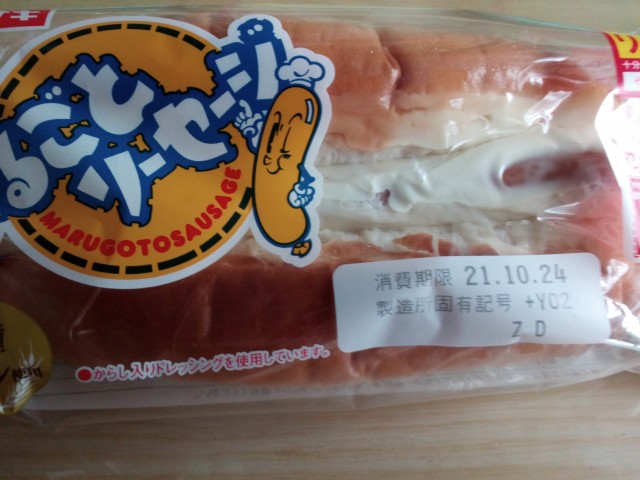 るごと
ソーセージ
MARUGOTOSAUSAGE
消費期限 21.10.24
製造所固有記号 +Y02
Z D
●からし入りドレッシングを使用しています。